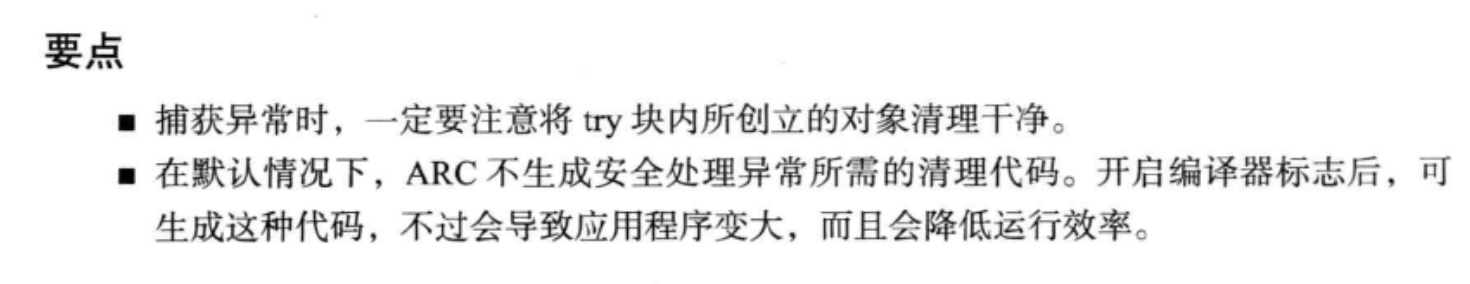 要点
■ 捕获异常时，一定要注意将 try 块内所创立的对象清理干净。
■ 在默认情况下，ARC 不生成安全处理异常所需的清理代码。开启编译器标志后，可
生成这种代码，不过会导致应用程序变大，而且会降低运行效率。